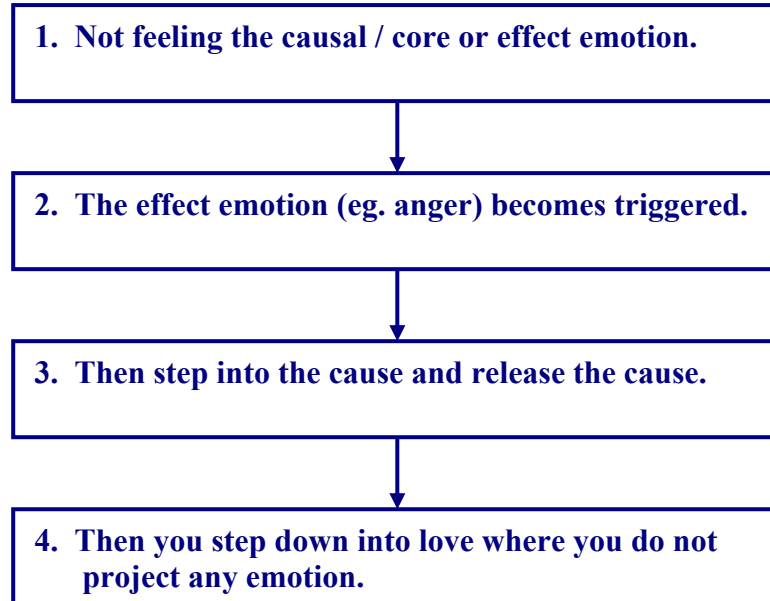 1. Not feeling the causal / core or effect emotion.
2. The effect emotion (eg. anger) becomes triggered.
3. Then step into the cause and release the cause.
4. Then you step down into love where you do not
project any emotion.